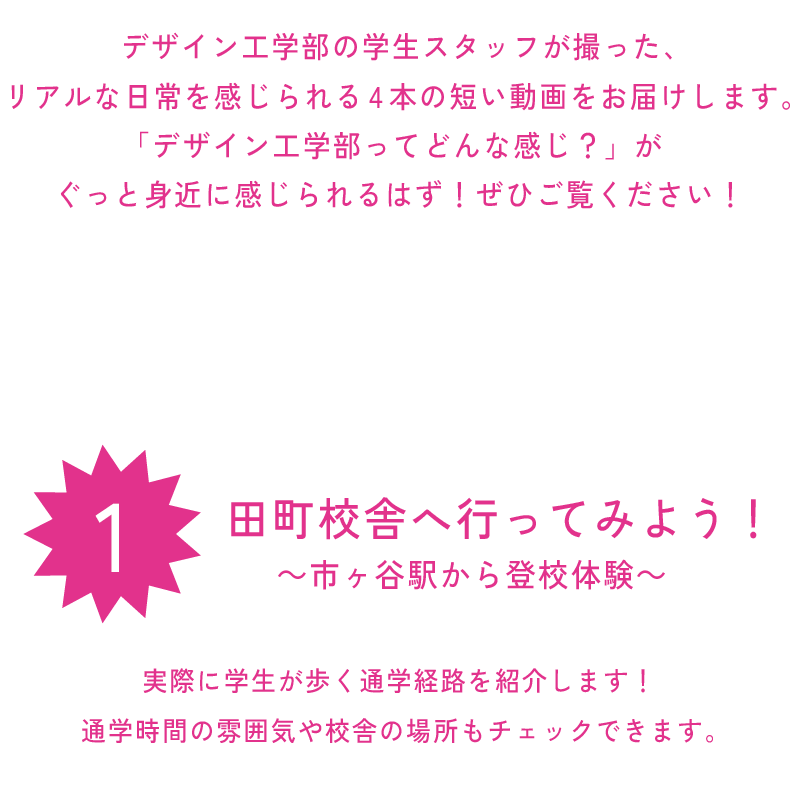 デザイン工学部の学生スタッフが撮った、
リアルな日常を感じられる4本の短い動画をお届けします。
「デザイン工学部ってどんな感じ?」が
ぐっと身近に感じられるはず!ぜひご覧ください!
1
田町校舎へ行ってみよう!
〜市ヶ谷駅から登校体験〜
実際に学生が歩く通学経路を紹介します!
通学時間の雰囲気や校舎の場所もチェックできます。